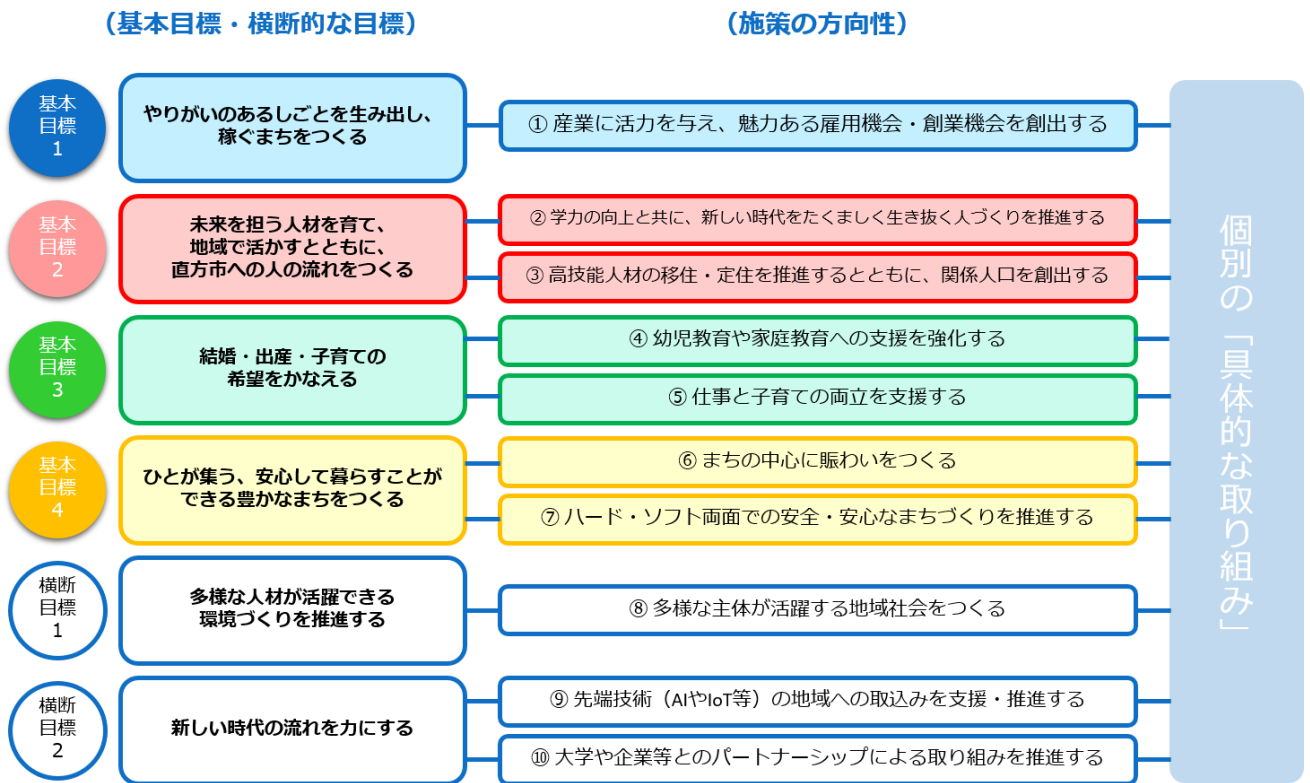 （基本目標・横断的な目標）
（施策の方向性）
基本
目標
1
やりがいのあるしごとを生み出し、
稼ぐまちをつくる
① 産業に活力を与え、魅力ある雇用機会・創業機会を創出する
基本
目標
2
未来を担う人材を育て、
地域で活かすとともに、
直方市への人の流れをつくる
② 学力の向上と共に、新しい時代をたくましく生き抜く人づくりを推進する
③ 高技能人材の移住・定住を推進するとともに、関係人口を創出する
基本
目標
3
結婚・出産・子育ての
希望をかなえる
④ 幼児教育や家庭教育への支援を強化する
⑤ 仕事と子育ての両立を支援する
基本
目標
4
ひとが集う、安心して暮らすことが
できる豊かなまちをつくる
⑥ まちの中心に賑わいをつくる
⑦ ハード・ソフト両面での安全・安心なまちづくりを推進する
横断
目標
1
多様な人材が活躍できる
環境づくりを推進する
⑧ 多様な主体が活躍する地域社会をつくる
横断
目標
2
新しい時代の流れを力にする
⑨ 先端技術（AIやIoT等）の地域への取込みを支援・推進する
⑩ 大学や企業等とのパートナーシップによる取り組みを推進する
個別の「具体的な取り組み」